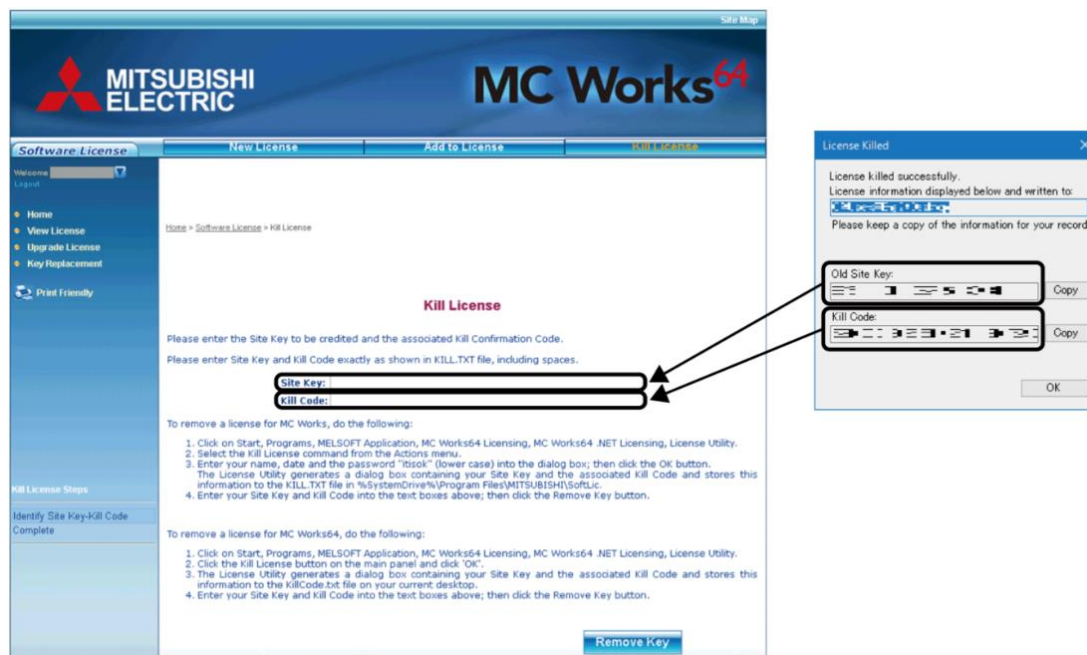 Site Map
MITSUBISHI
ELECTRIC
MC Works64
Software License
New License
Add to License
Kill License
Welcome
Logout
Home
View License
Upgrade License
Key Replacement
Print Friendly
Home > Software License > Kill License
Kill License
Please enter the Site Key to be credited and the associated Kill Confirmation Code.
Please enter Site Key and Kill Code exactly as shown in KILL.TXT file, including spaces.
Site Key:
Kill Code:
To remove a license for MC Works, do the following:
1. Click on Start, Programs, MELSOFT Application, MC Works64 Licensing, MC Works64 .NET Licensing, License Utility.
2. Select the Kill License command from the Actions menu.
3. Enter your name, date and the password "itisok" (lower case) into the dialog box; then click the OK button.
The License Utility generates a dialog box containing your Site Key and the associated Kill Code and stores this
information to the KILL.TXT file in %SystemDrive%\Program Files\MITSUBISHI\SoftLic.
4. Enter your Site Key and Kill Code into the text boxes above; then click the Remove Key button.
Kill License Steps
Identify Site Key-Kill Code
Complete
To remove a license for MC Works64, do the following:
1. Click on Start, Programs, MELSOFT Application, MC Works64 Licensing, MC Works64 .NET Licensing, License Utility.
2. Click the Kill License button on the main panel and click 'OK'.
3. The License Utility generates a dialog box containing your Site Key and the associated Kill Code and stores this
information to the KillCode.txt file on your current desktop.
4. Enter your Site Key and Kill Code into the text boxes above; then click the Remove Key button.
Remove Key
License Killed
License killed successfully.
License information displayed below and written to:
Please keep a copy of the information for your record
Old Site Key:
Copy
Kill Code:
Copy
OK